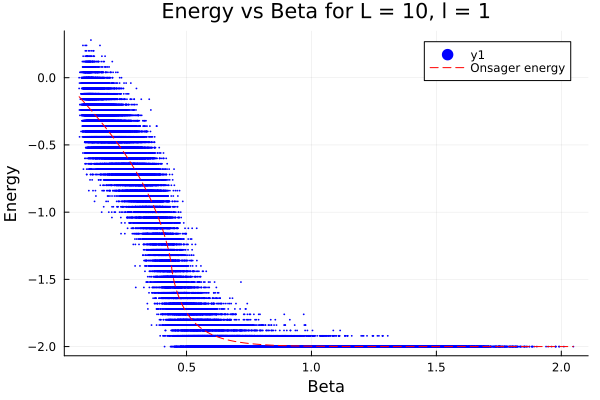 Energy vs Beta for L = 10, l = 1
y1
Onsager energy
Energy
0.0
−0.5
−1.0
−1.5
−2.0
0.5
1.0
1.5
2.0
Beta